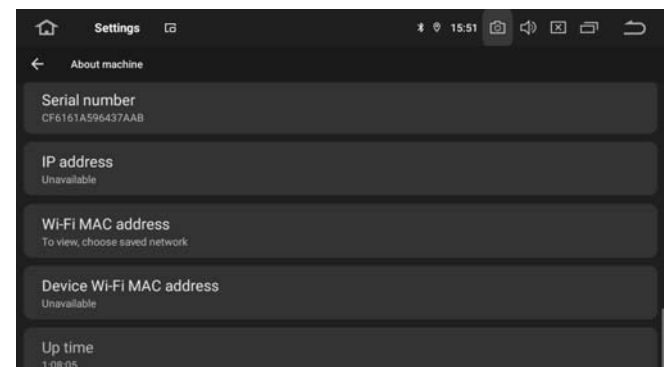 Settings
15:51
About machine
Serial number
CF6161A596437AAB
IP address
Unavailable
Wi-Fi MAC address
To view, choose saved network
Device Wi-Fi MAC address
Unavailable
Up time
1:08:05